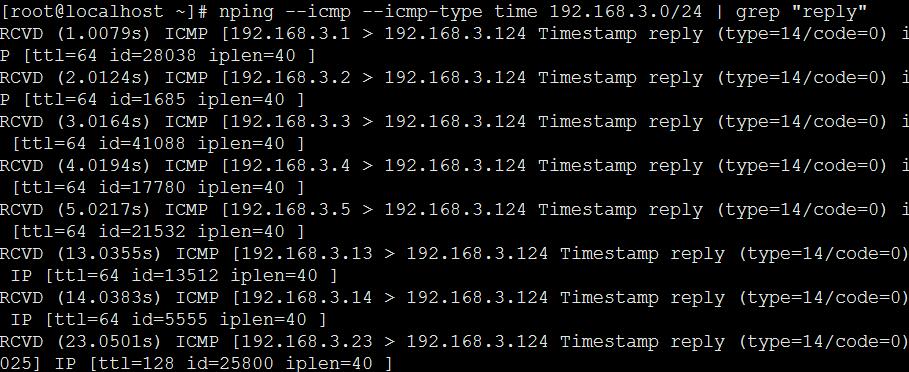 [root@localhost ~]# nping --icmp --icmp-type time 192.168.3.0/24 | grep "reply"
RCVD (1.0079s) ICMP [192.168.3.1 > 192.168.3.124 Timestamp reply (type=14/code=0) i
P [ttl=64 id=28038 iplen=40 ]
RCVD (2.0124s) ICMP [192.168.3.2 > 192.168.3.124 Timestamp reply (type=14/code=0) i
P [ttl=64 id=1685 iplen=40 ]
RCVD (3.0164s) ICMP [192.168.3.3 > 192.168.3.124 Timestamp reply (type=14/code=0) i
[ttl=64 id=41088 iplen=40 ]
RCVD (4.0194s) ICMP [192.168.3.4 > 192.168.3.124 Timestamp reply (type=14/code=0) i
[ttl=64 id=17780 iplen=40 ]
RCVD (5.0217s) ICMP [192.168.3.5 > 192.168.3.124 Timestamp reply (type=14/code=0) i
[ttl=64 id=21532 iplen=40 ]
RCVD (13.0355s) ICMP [192.168.3.13 > 192.168.3.124 Timestamp reply (type=14/code=0)
IP [ttl=64 id=13512 iplen=40 ]
RCVD (14.0383s) ICMP [192.168.3.14 > 192.168.3.124 Timestamp reply (type=14/code=0)
IP [ttl=64 id=5555 iplen=40 ]
RCVD (23.0501s) ICMP [192.168.3.23 > 192.168.3.124 Timestamp reply (type=14/code=0)
025] IP [ttl=128 id=25800 iplen=40 ]